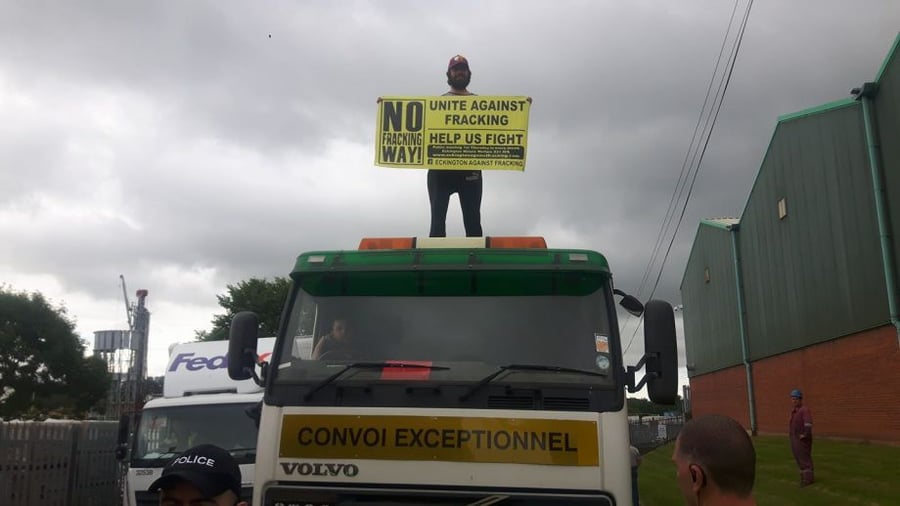 NO
FRACKING
WAY!
UNITE AGAINST
FRACKING
HELP US FIGHT
ECKINGTON AGAINST FRACKING
FedEx
CONVOI EXCEPTIONNEL
VOLVO
POLICE